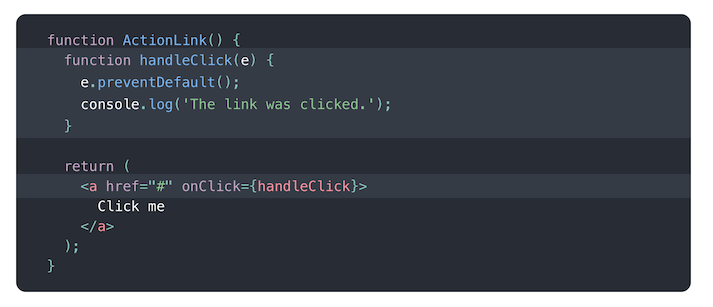 function ActionLink() {
  function handleClick(e) {
    e.preventDefault();
    console.log('The link was clicked.');
  }

  return (
    <a href="#" onClick={handleClick}>
      Click me
    </a>
  );
}